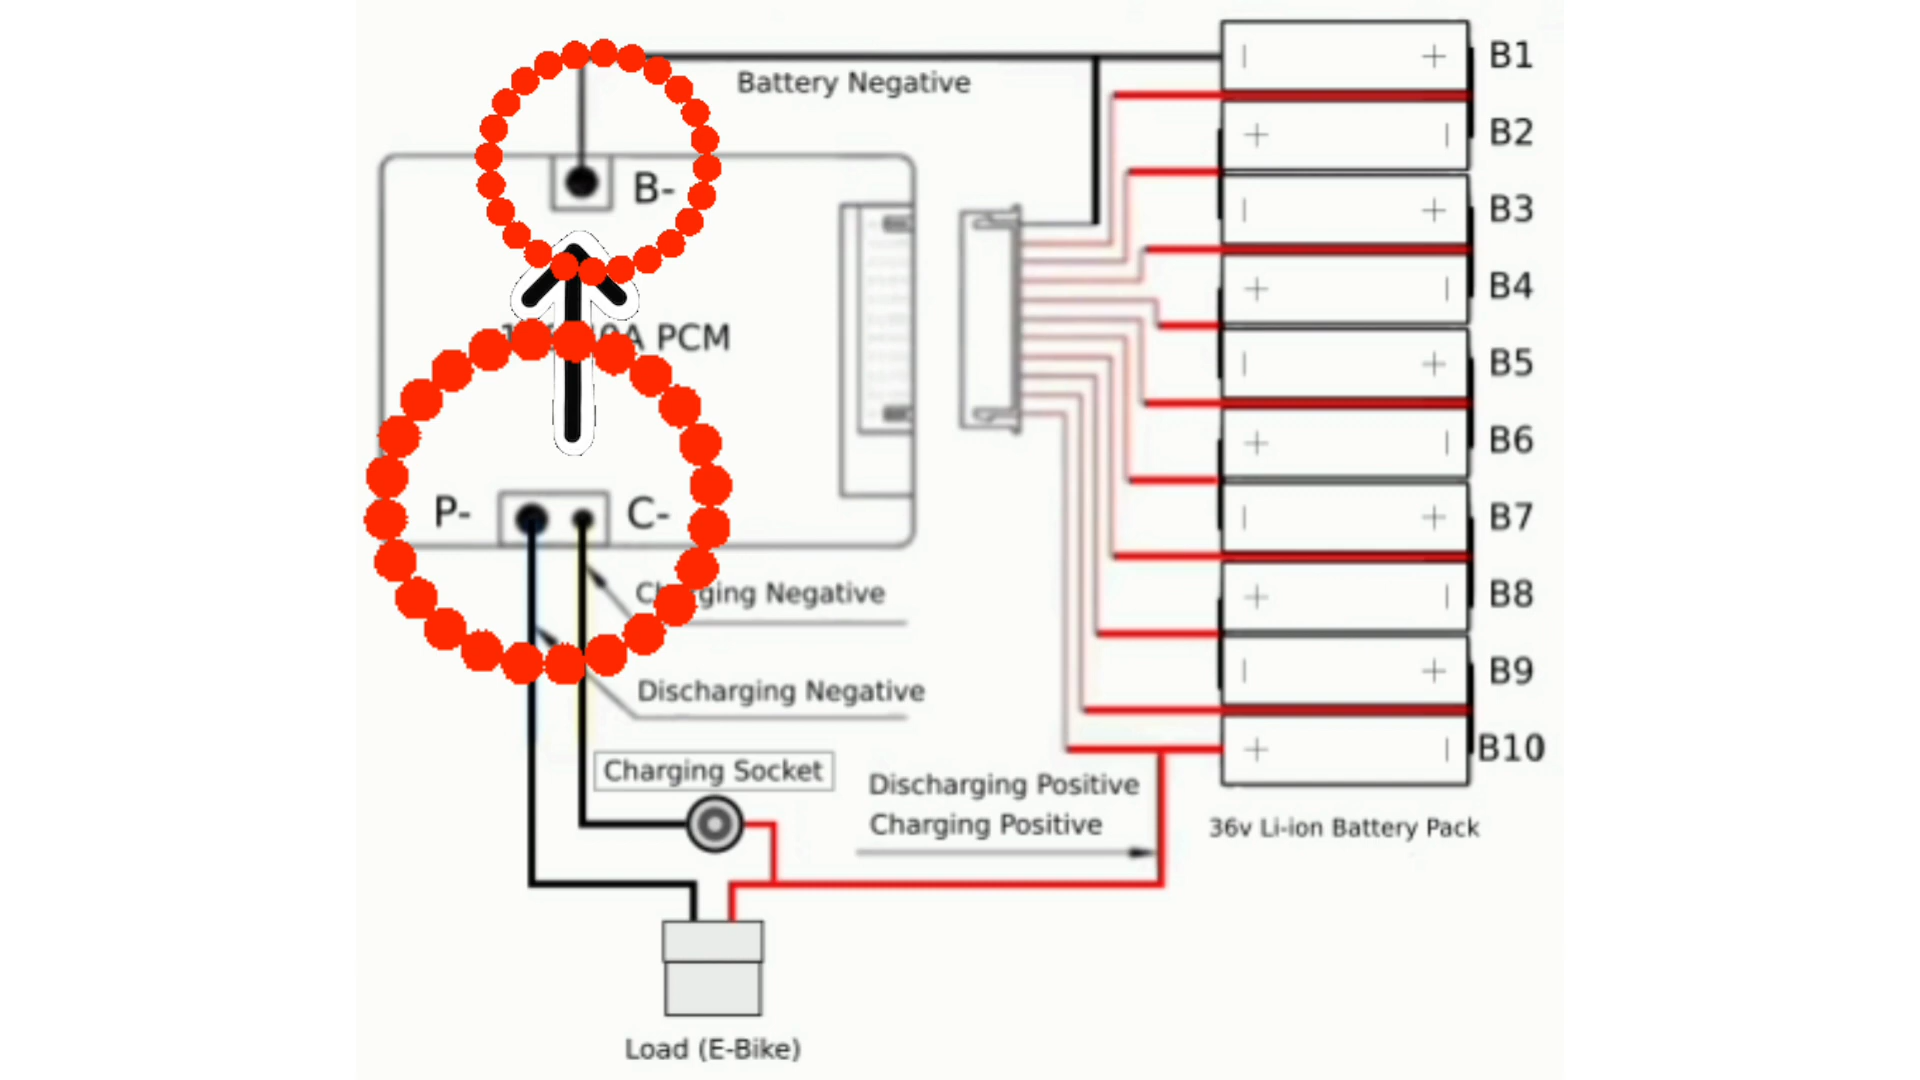 Battery Negative
B1
B2
B-
B3
B4
A PCM
B5
B6
P-
C-
B7
Charging Negative
B8
B9
Discharging Negative
B10
Charging Socket
Discharging Positive
Charging Positive
36v Li-ion Battery Pack
Load (E-Bike)